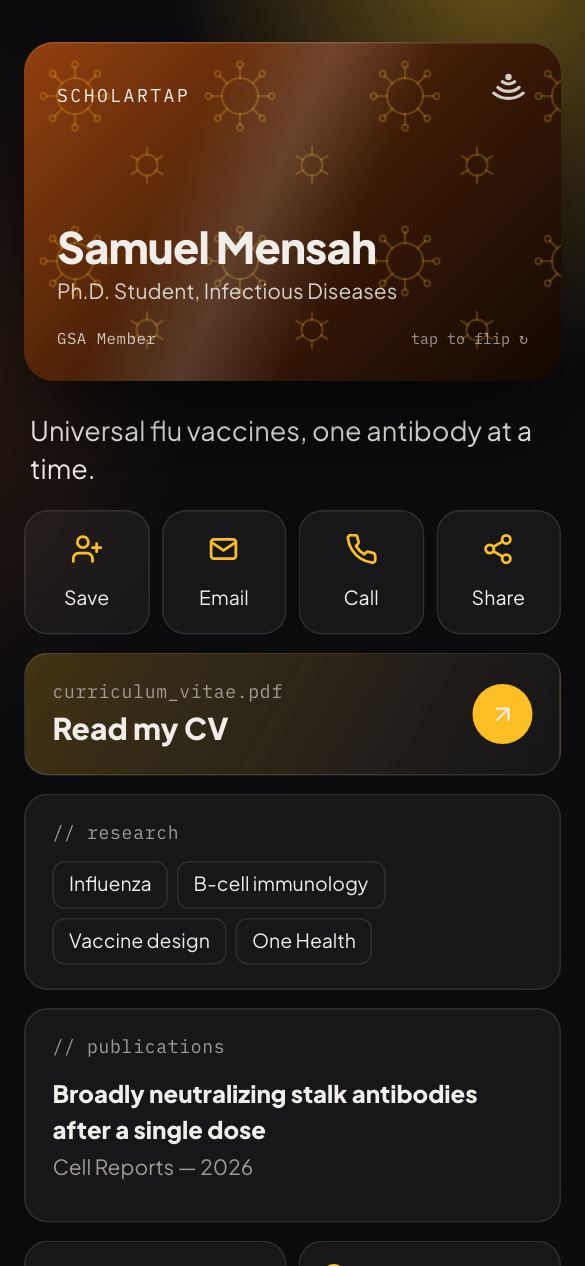 SCHOLARTAP
Samuel Mensah
Ph.D. Student, Infectious Diseases
GSA Member
tap to flip ↻
Universal flu vaccines, one antibody at a
time.
Save
Email
Call
Share
curriculum_vitae.pdf
Read my CV
// research
Influenza
B-cell immunology
Vaccine design
One Health
// publications
Broadly neutralizing stalk antibodies
after a single dose
Cell Reports — 2026